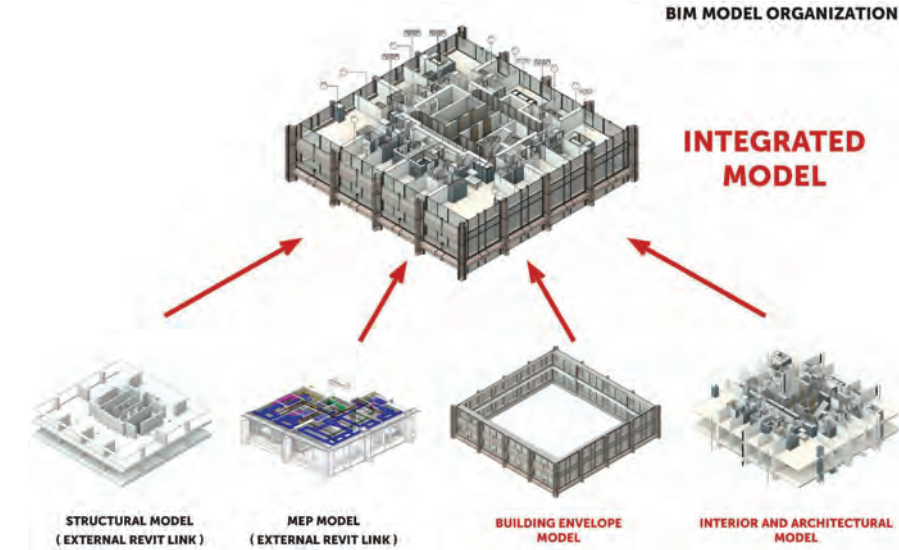 BIM MODEL ORGANIZATION
INTEGRATED
MODEL
STRUCTURAL MODEL
( EXTERNAL REVIT LINK )
MEP MODEL
( EXTERNAL REVIT LINK )
BUILDING ENVELOPE
MODEL
INTERIOR AND ARCHITECTURAL
MODEL